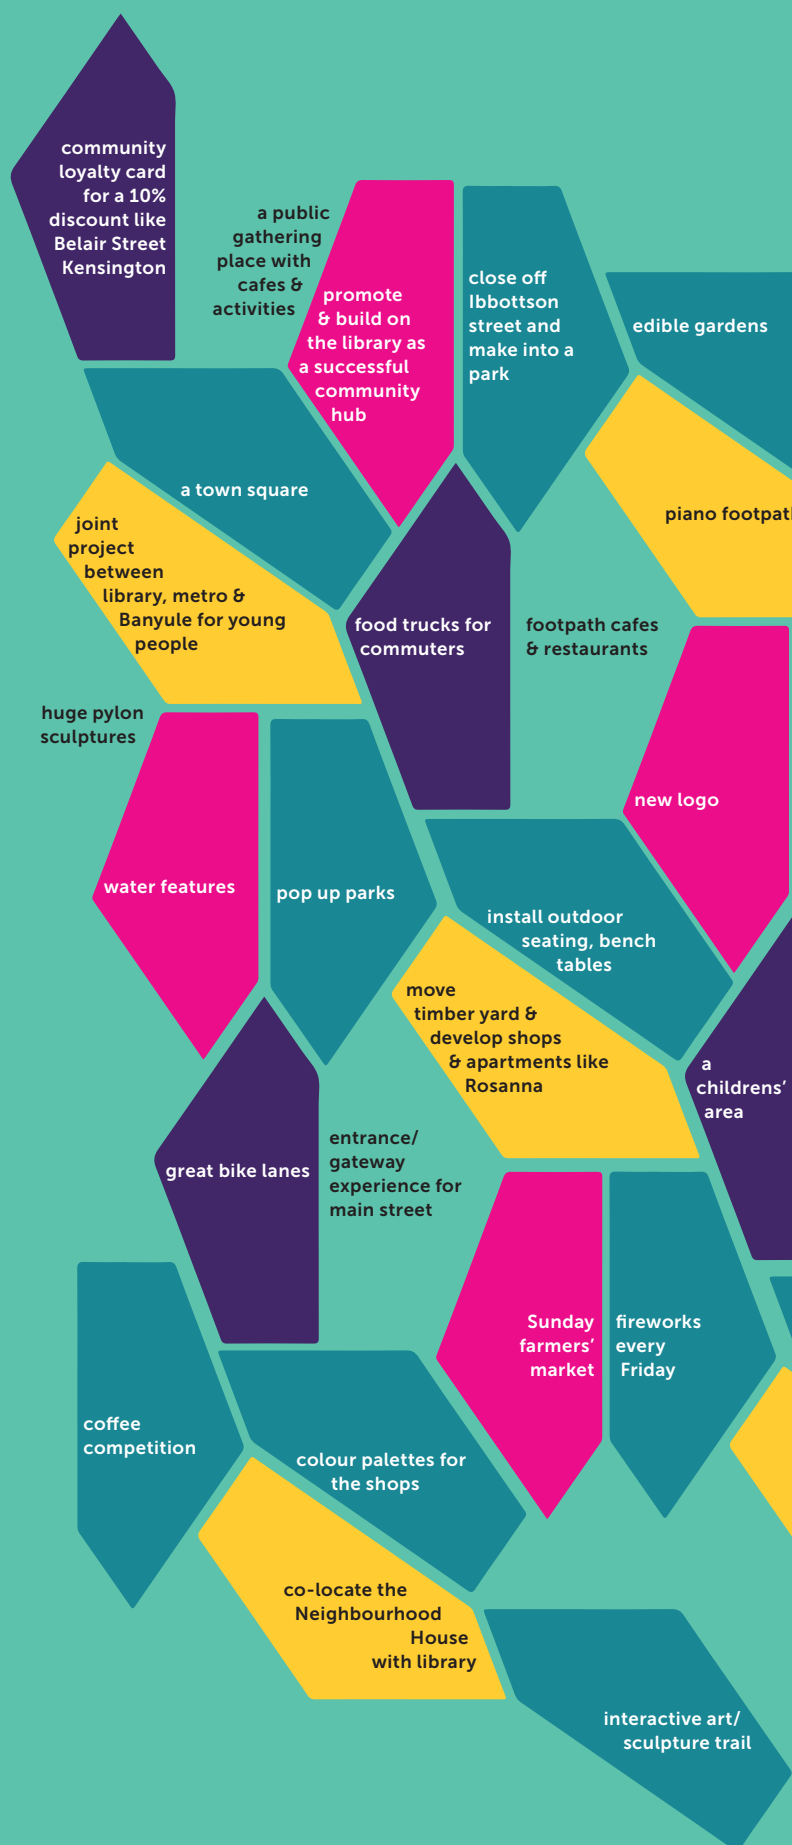 community
loyalty card
for a 10%
discount like
Belair Street
Kensington
a public
gathering
place with
cafes &
activities
promote
& build on
the library as
a successful
community
hub
close off
Ibbottson
street and
make into a
park
edible gardens
a town square
piano footpath
joint
project
between
library, metro &
Banyule for young
people
food trucks for
commuters
footpath cafes
& restaurants
huge pylon
sculptures
new logo
water features
pop up parks
install outdoor
seating, bench
tables
move
timber yard &
develop shops
& apartments like
Rosanna
a
childrens'
area
great bike lanes
entrance/
gateway
experience for
main street
Sunday
farmers'
market
fireworks
every
Friday
coffee
competition
colour palettes for
the shops
co-locate the
Neighbourhood
House
with library
interactive art/
sculpture trail